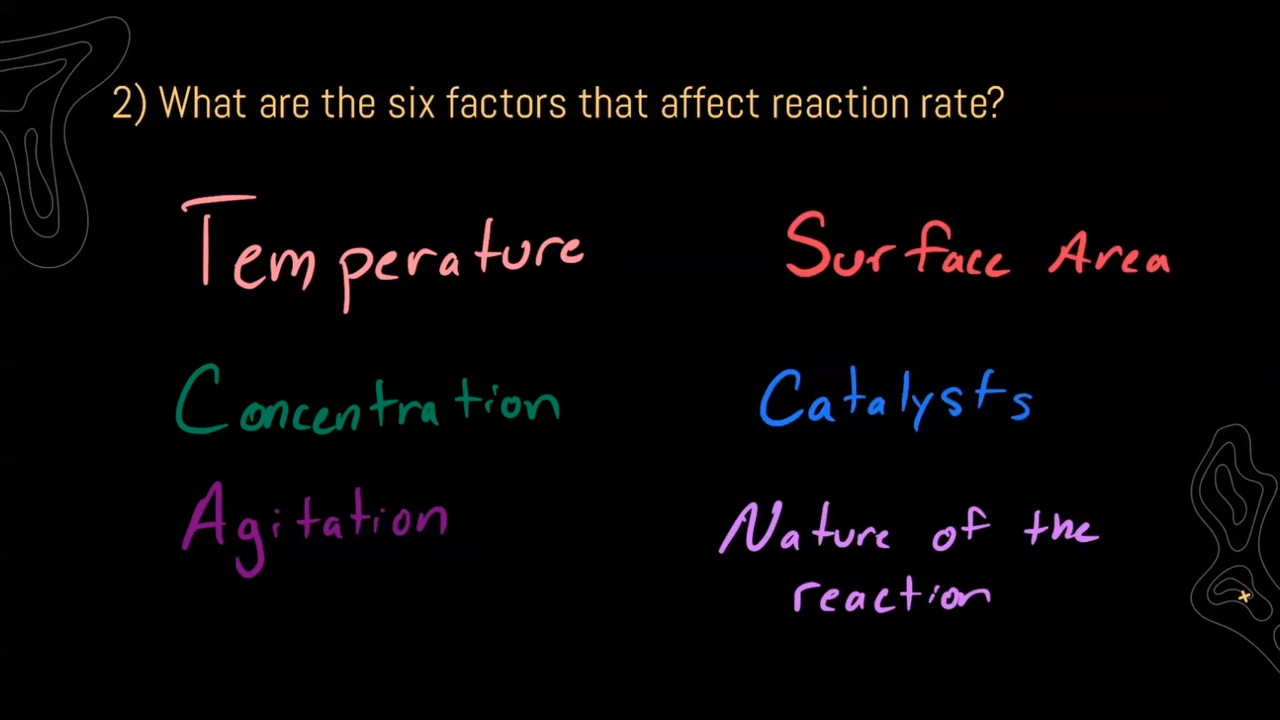 2) What are the six factors that affect reaction rate?
Temperature
Surface Area
Concentration
Catalysts
Agitation
Nature of the
reaction